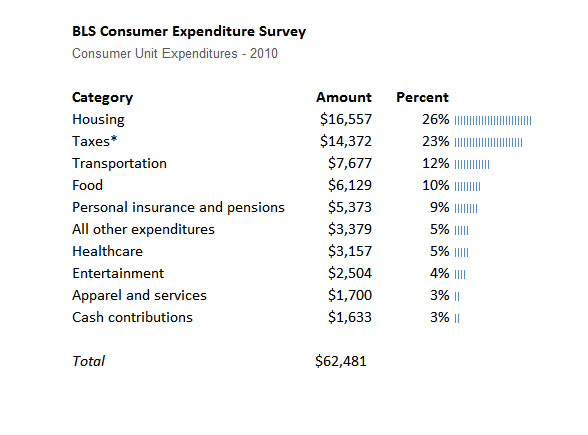 BLS Consumer Expenditure Survey
Consumer Unit Expenditures - 2010
Category Amount Percent
Housing $16,557 26%
Taxes* $14,372 23%
Transportation $7,677 12%
Food $6,129 10%
Personal insurance and pensions $5,373 9%
All other expenditures $3,379 5%
Healthcare $3,157 5%
Entertainment $2,504 4%
Apparel and services $1,700 3%
Cash contributions $1,633 3%
Total $62,481